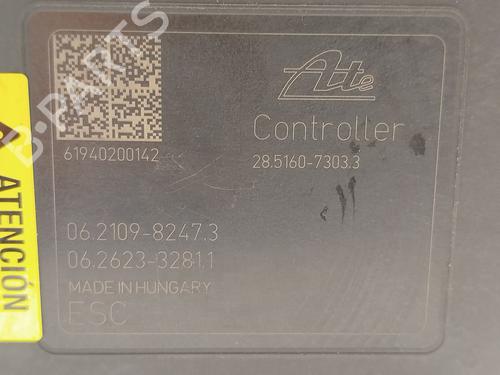 Ate
Controller
61940200142
28.5160-7303.3
06.2109-8247.3
06.2623-3281.1
MADE IN HUNGARY
ESC
ATENCIÓN
B-PARTS